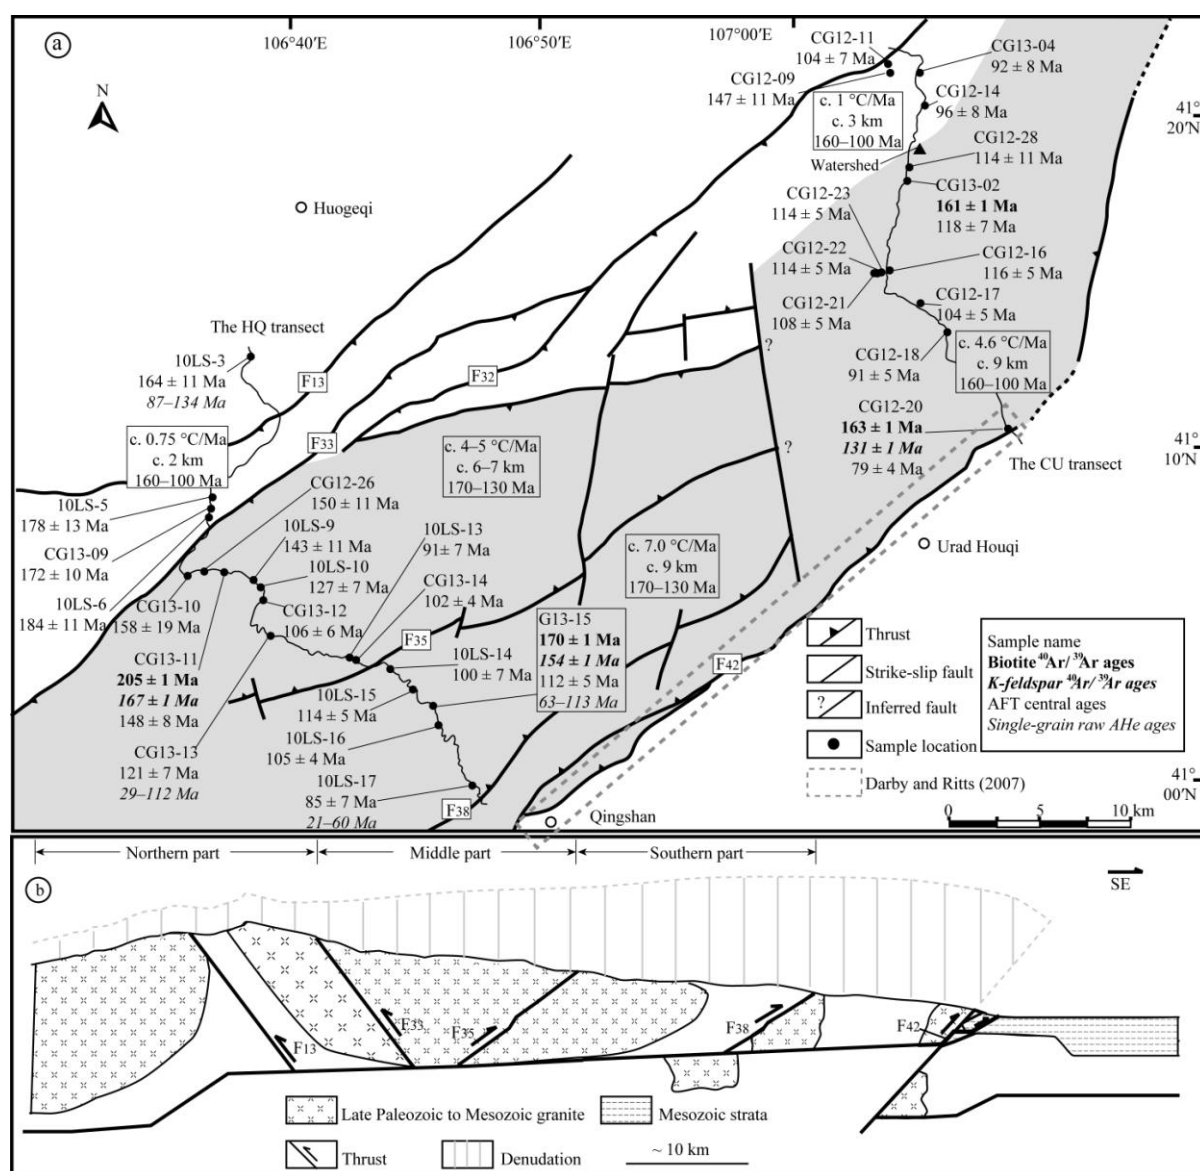 a
106°40′E
106°50′E
107°00′E
41°
20′N
41°
10′N
41°
00′N
N
CG12-11
104 ± 7 Ma
CG12-09
147 ± 11 Ma
CG13-04
92 ± 8 Ma
CG12-14
96 ± 8 Ma
c. 1 °C/Ma
c. 3 km
160–100 Ma
Watershed
CG12-28
114 ± 11 Ma
CG13-02
161 ± 1 Ma
118 ± 7 Ma
CG12-23
114 ± 5 Ma
CG12-22
114 ± 5 Ma
CG12-21
108 ± 5 Ma
CG12-16
116 ± 5 Ma
CG12-17
104 ± 5 Ma
CG12-18
91 ± 5 Ma
c. 4.6 °C/Ma
c. 9 km
160–100 Ma
CG12-20
163 ± 1 Ma
131 ± 1 Ma
79 ± 4 Ma
The CU transect
Urad Houqi
Huogeqi
The HQ transect
10LS-3
164 ± 11 Ma
87–134 Ma
F13
F32
F33
?
?
c. 0.75 °C/Ma
c. 2 km
160–100 Ma
c. 4–5 °C/Ma
c. 6–7 km
170–130 Ma
c. 7.0 °C/Ma
c. 9 km
170–130 Ma
10LS-5
178 ± 13 Ma
CG13-09
172 ± 10 Ma
10LS-6
184 ± 11 Ma
CG12-26
150 ± 11 Ma
10LS-9
143 ± 11 Ma
10LS-10
127 ± 7 Ma
10LS-13
91± 7 Ma
CG13-14
102 ± 4 Ma
CG13-10
158 ± 19 Ma
CG13-12
106 ± 6 Ma
CG13-11
205 ± 1 Ma
167 ± 1 Ma
148 ± 8 Ma
CG13-13
121 ± 7 Ma
29–112 Ma
F35
10LS-14
100 ± 7 Ma
G13-15
170 ± 1 Ma
154 ± 1 Ma
112 ± 5 Ma
63–113 Ma
10LS-15
114 ± 5 Ma
10LS-16
105 ± 4 Ma
10LS-17
85 ± 7 Ma
21–60 Ma
F38
F42
Qingshan
Thrust
Strike-slip fault
?
Inferred fault
Sample location
Darby and Ritts (2007)
Sample name
Biotite ⁴⁰Ar/ ³⁹Ar ages
K-feldspar ⁴⁰Ar/ ³⁹Ar ages
AFT central ages
Single-grain raw AHe ages
0 5 10 km
b
Northern part
Middle part
Southern part
SE
F13
F33
F35
F38
F42
Late Paleozoic to Mesozoic granite
Mesozoic strata
Thrust
Denudation
~ 10 km